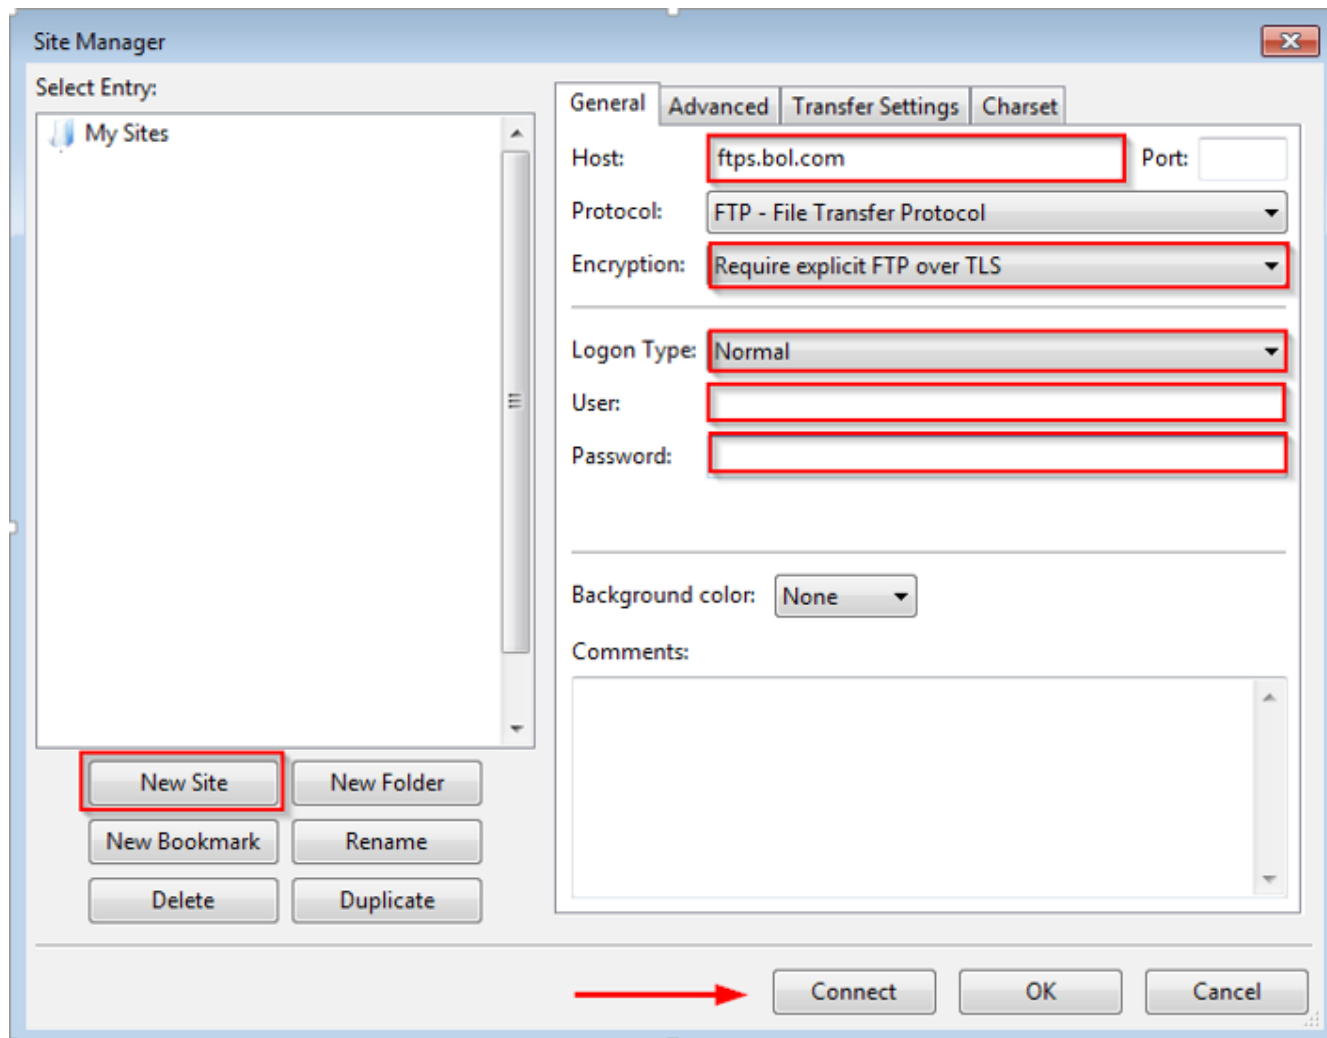 Site Manager
Select Entry:
My Sites
General Advanced Transfer Settings Charset
Host: ftps.bol.com Port:
Protocol: FTP - File Transfer Protocol
Encryption: Require explicit FTP over TLS
Logon Type: Normal
User:
Password:
Background color: None
Comments:
New Site New Folder
New Bookmark Rename
Delete Duplicate
Connect OK Cancel